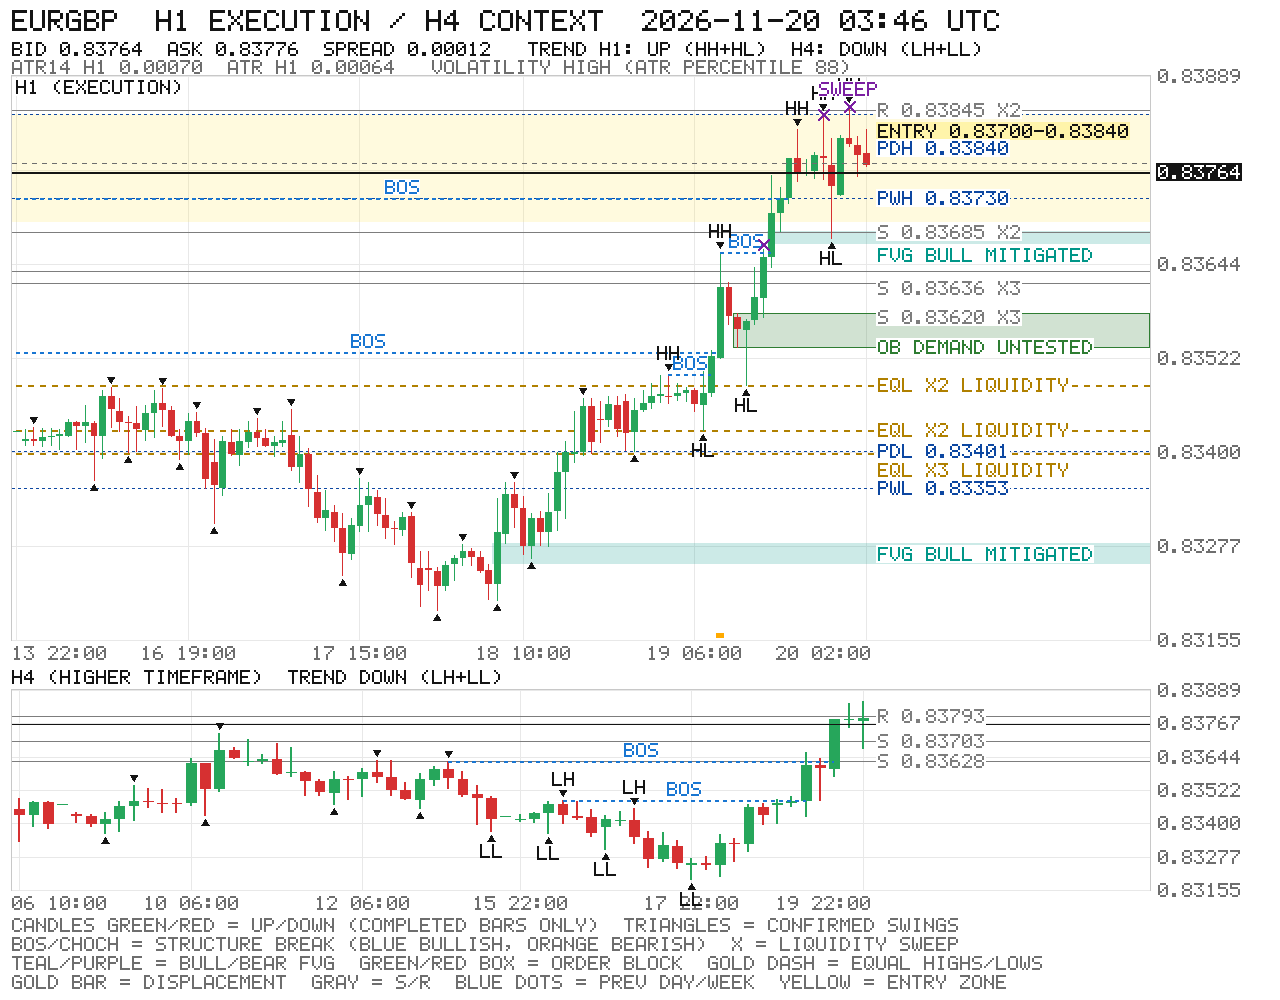 EURGBP H1 EXECUTION / H4 CONTEXT 2026-11-20 03:46 UTC
BID 0.83764 ASK 0.83776 SPREAD 0.00012 TREND H1: UP (HH+HL) H4: DOWN (LH+LL)
ATR14 H1 0.00070 ATR H1 0.00064 VOLATILITY HIGH (ATR PERCENTILE 88)
H1 (EXECUTION)
0.83889
SWEEP
HH
R 0.83845 X2
ENTRY 0.83700-0.83840
PDH 0.83840
0.83764
BOS
PWH 0.83730
HH
BOS
S 0.83685 X2
HL
FVG BULL MITIGATED
0.83644
S 0.83636 X3
S 0.83620 X3
BOS
OB DEMAND UNTESTED
HH
BOS
0.83522
EQL X2 LIQUIDITY
HL
EQL X2 LIQUIDITY
HL
PDL 0.83401
0.83400
EQL X3 LIQUIDITY
PWL 0.83353
0.83277
FVG BULL MITIGATED
0.83155
13 22:00 16 19:00 17 15:00 18 10:00 19 06:00 20 02:00
H4 (HIGHER TIMEFRAME) TREND DOWN (LH+LL)
0.83889
R 0.83793
0.83767
S 0.83703
BOS
0.83644
S 0.83628
LH
LH
BOS
0.83522
0.83400
LL
LL
0.83277
LL
LL
0.83155
06 10:00 10 06:00 12 06:00 15 22:00 17 22:00 19 22:00
CANDLES GREEN/RED = UP/DOWN (COMPLETED BARS ONLY) TRIANGLES = CONFIRMED SWINGS
BOS/CHOCH = STRUCTURE BREAK (BLUE BULLISH, ORANGE BEARISH) X = LIQUIDITY SWEEP
TEAL/PURPLE = BULL/BEAR FVG GREEN/RED BOX = ORDER BLOCK GOLD DASH = EQUAL HIGHS/LOWS
GOLD BAR = DISPLACEMENT GRAY = S/R BLUE DOTS = PREV DAY/WEEK YELLOW = ENTRY ZONE